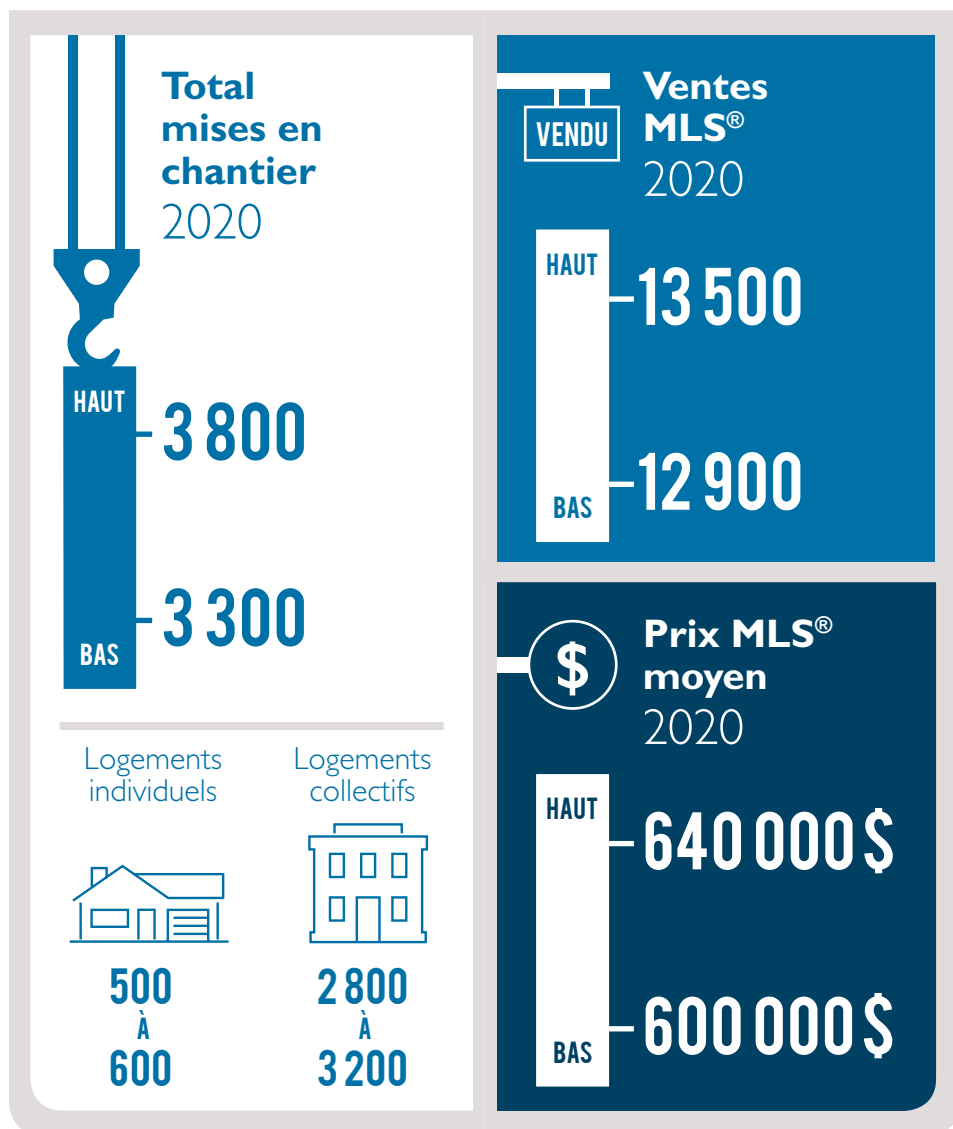 Total
mises en
chantier
2020
HAUT
3 800
3 300
BAS
Logements
individuels
500
À
600
Logements
collectifs
2 800
À
3 200
VENDU
Ventes
MLS®
2020
HAUT
13 500
12 900
BAS
$
Prix MLS®
moyen
2020
HAUT
640 000 $
600 000 $
BAS